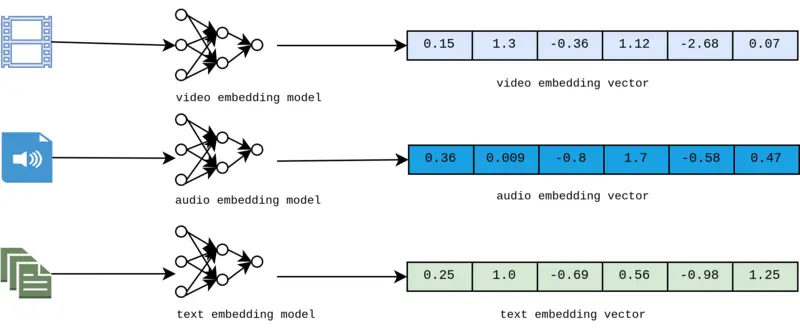 0.15 1.3 -0.36 1.12 -2.68 0.07
video embedding model
video embedding vector
0.36 0.009 -0.8 1.7 -0.58 0.47
audio embedding model
audio embedding vector
0.25 1.0 -0.69 0.56 -0.98 1.25
text embedding model
text embedding vector